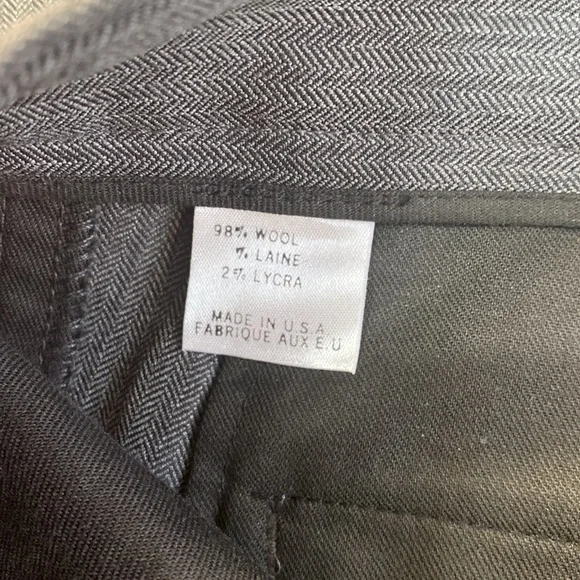 98% WOOL
% LAINE
2% LYCRA
MADE IN U.S.A
FABRIQUE AUX E.U